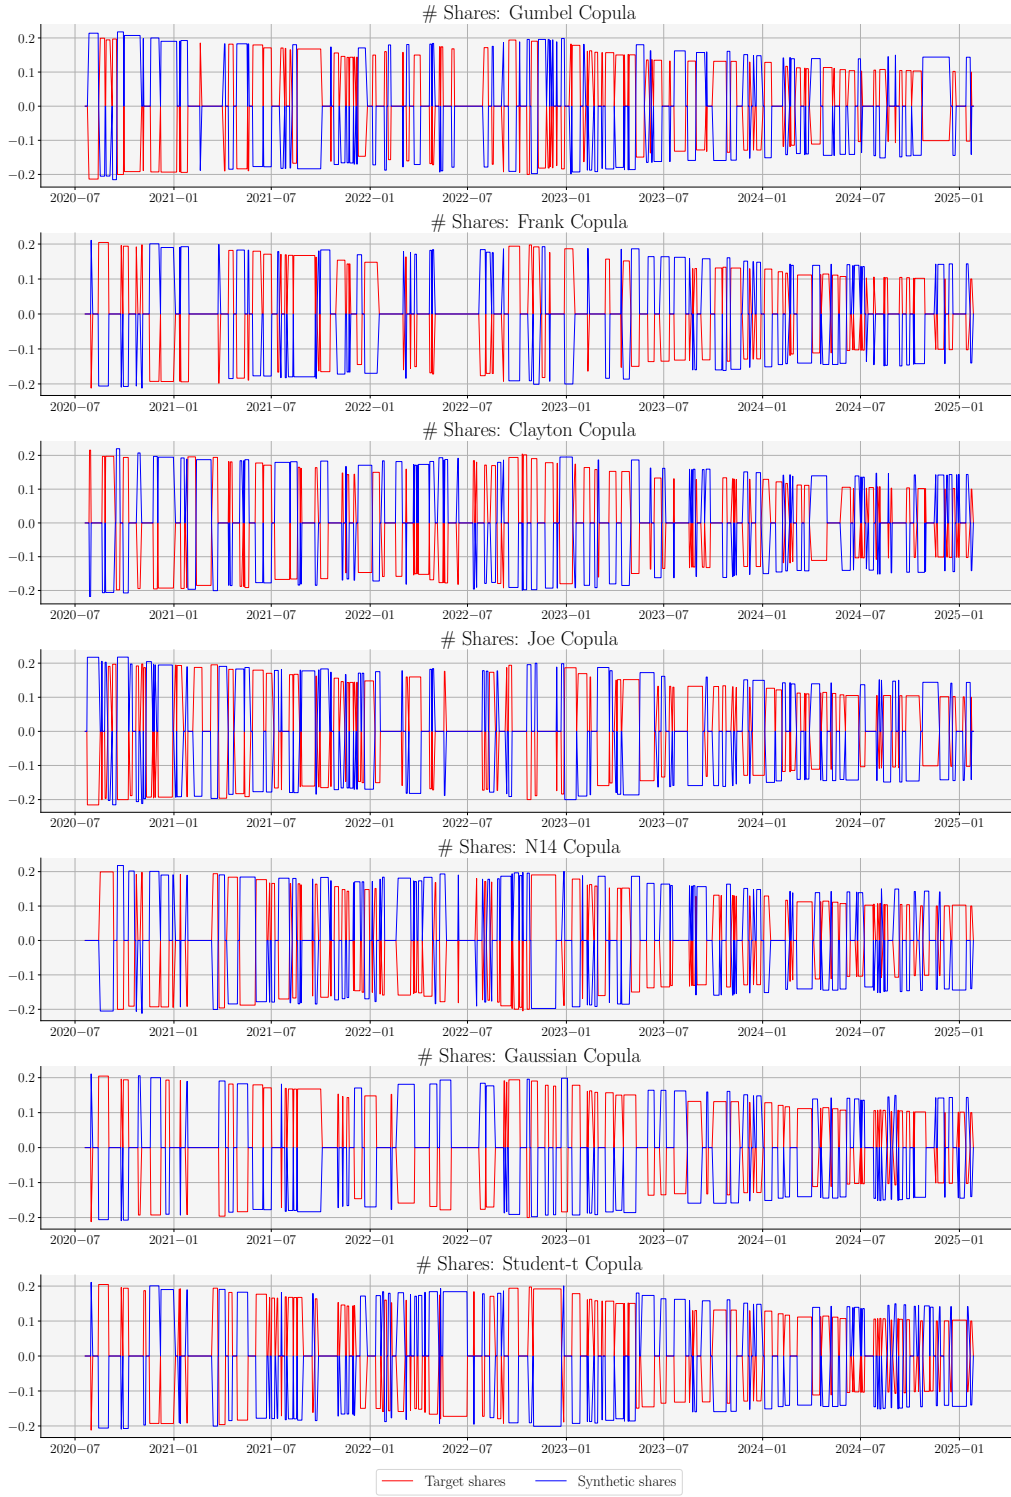 # Shares: Gumbel Copula
0.2
0.1
0.0
−0.1
−0.2
2020−07 2021−01 2021−07 2022−01 2022−07 2023−01 2023−07 2024−01 2024−07 2025−01
# Shares: Frank Copula
0.2
0.1
0.0
−0.1
−0.2
2020−07 2021−01 2021−07 2022−01 2022−07 2023−01 2023−07 2024−01 2024−07 2025−01
# Shares: Clayton Copula
0.2
0.1
0.0
−0.1
−0.2
2020−07 2021−01 2021−07 2022−01 2022−07 2023−01 2023−07 2024−01 2024−07 2025−01
# Shares: Joe Copula
0.2
0.1
0.0
−0.1
−0.2
2020−07 2021−01 2021−07 2022−01 2022−07 2023−01 2023−07 2024−01 2024−07 2025−01
# Shares: N14 Copula
0.2
0.1
0.0
−0.1
−0.2
2020−07 2021−01 2021−07 2022−01 2022−07 2023−01 2023−07 2024−01 2024−07 2025−01
# Shares: Gaussian Copula
0.2
0.1
0.0
−0.1
−0.2
2020−07 2021−01 2021−07 2022−01 2022−07 2023−01 2023−07 2024−01 2024−07 2025−01
# Shares: Student-t Copula
0.2
0.1
0.0
−0.1
−0.2
2020−07 2021−01 2021−07 2022−01 2022−07 2023−01 2023−07 2024−01 2024−07 2025−01
Target shares Synthetic shares